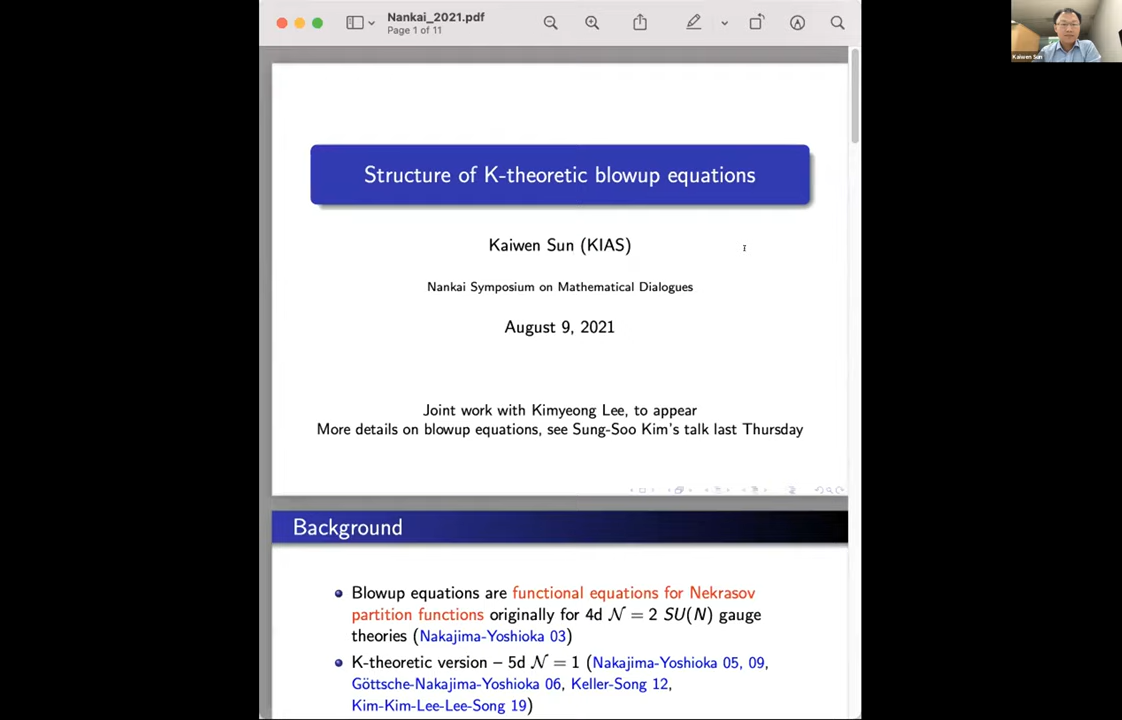 Nankai_2021.pdf
Page 1 of 11
Kaiwen Sun
Structure of K-theoretic blowup equations
Kaiwen Sun (KIAS)
Nankai Symposium on Mathematical Dialogues
August 9, 2021
Joint work with Kimyeong Lee, to appear
More details on blowup equations, see Sung-Soo Kim's talk last Thursday
Background
Blowup equations are functional equations for Nekrasov
partition functions originally for 4d 𝒩 = 2 SU(N) gauge
theories (Nakajima-Yoshioka 03)
K-theoretic version – 5d 𝒩 = 1 (Nakajima-Yoshioka 05, 09,
Göttsche-Nakajima-Yoshioka 06, Keller-Song 12,
Kim-Kim-Lee-Lee-Song 19)